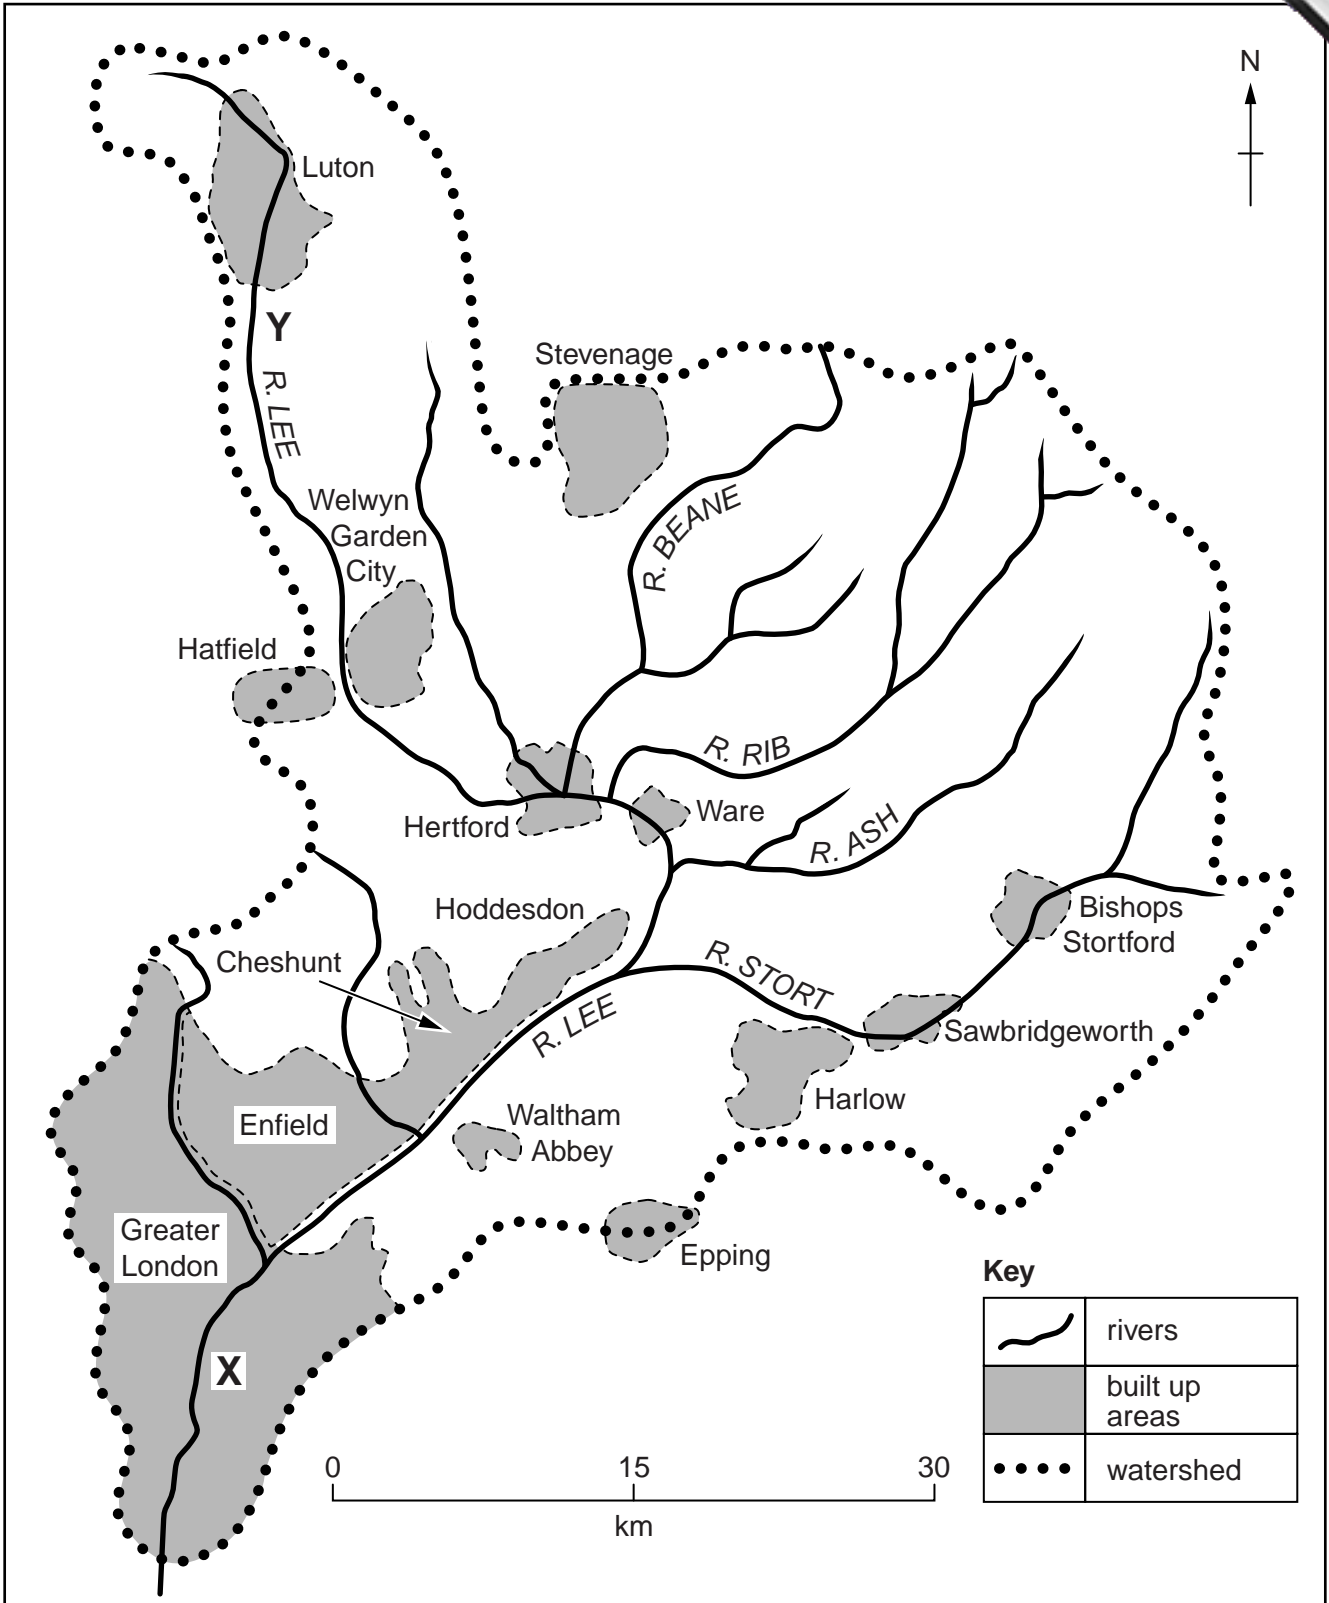 N
Luton
Y
Stevenage
R. LEE
Welwyn
Garden
City
R. BEANE
Hatfield
R. RIB
Hertford
Ware
R. ASH
Hoddesdon
Bishops
Stortford
Cheshunt
R. STORT
R. LEE
Sawbridgeworth
Harlow
Enfield
Waltham
Abbey
Greater
London
Epping
X
Key
rivers
built up
areas
watershed
0 15 30
km